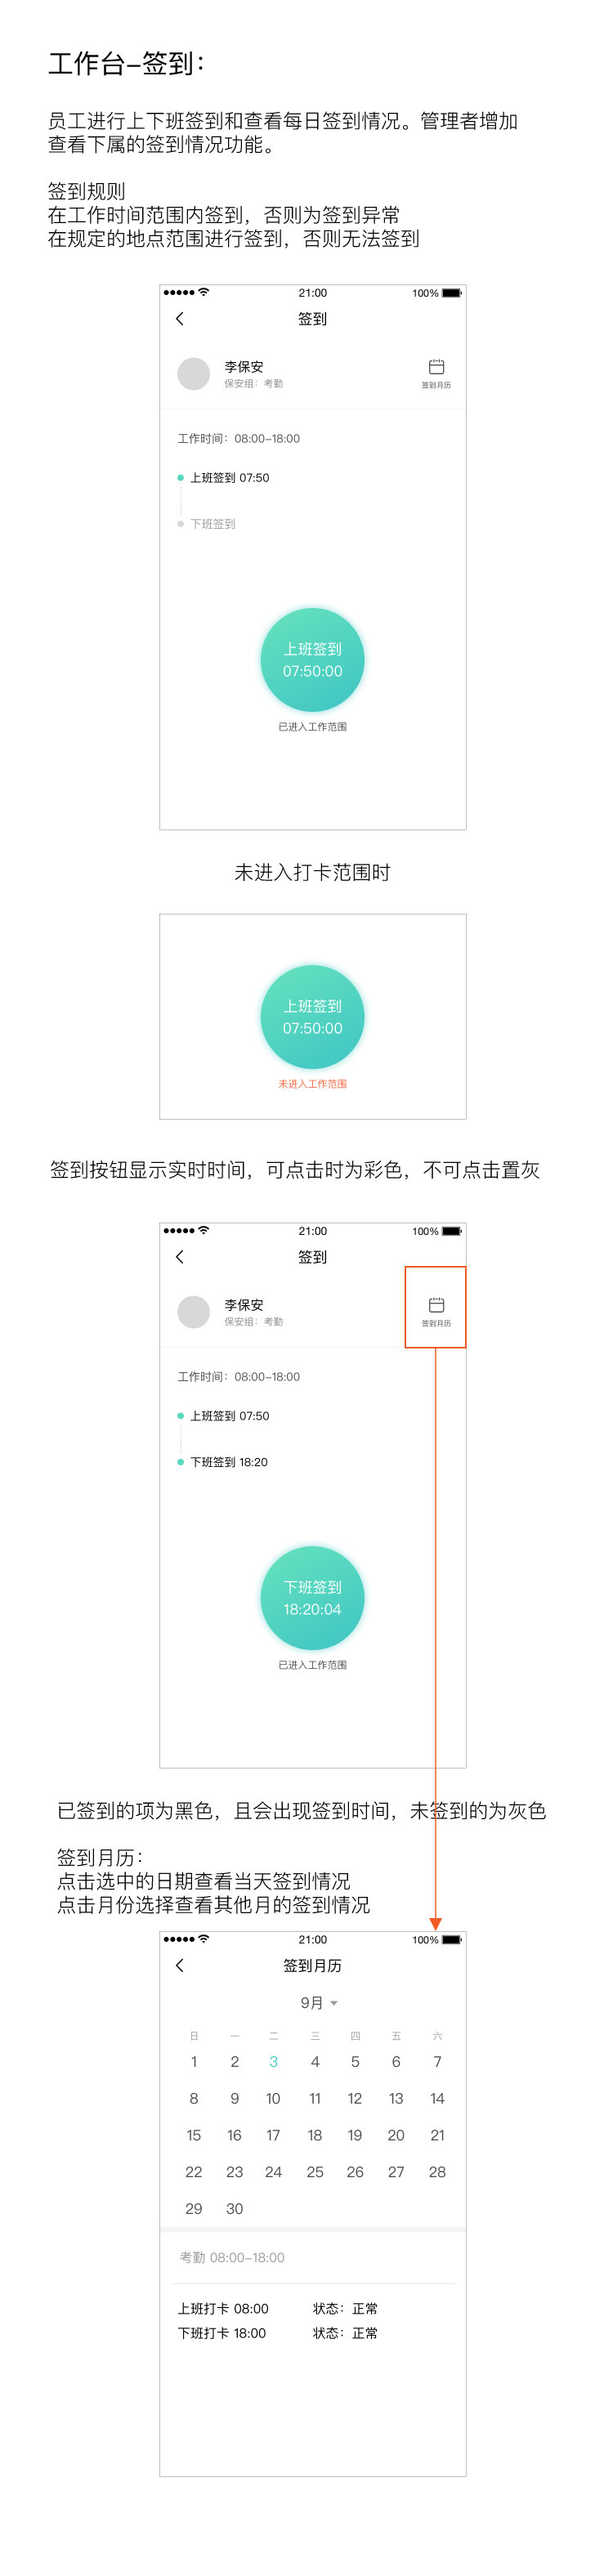 工作台-签到：
员工进行上下班签到和查看每日签到情况。管理者增加
查看下属的签到情况功能。
签到规则
在工作时间范围内签到，否则为签到异常
在规定的地点范围进行签到，否则无法签到
21:00 100%
签到
李保安
保安组：考勤
签到月历
工作时间：08:00-18:00
上班签到 07:50
下班签到
上班签到
07:50:00
已进入工作范围
未进入打卡范围时
上班签到
07:50:00
未进入工作范围
签到按钮显示实时时间，可点击时为彩色，不可点击置灰
21:00 100%
签到
李保安
保安组：考勤
签到月历
工作时间：08:00-18:00
上班签到 07:50
下班签到 18:20
下班签到
18:20:04
已进入工作范围
已签到的项为黑色，且会出现签到时间，未签到的为灰色
签到月历：
点击选中的日期查看当天签到情况
点击月份选择查看其他月的签到情况
21:00 100%
签到月历
9月
日 一 二 三 四 五 六
1 2 3 4 5 6 7
8 9 10 11 12 13 14
15 16 17 18 19 20 21
22 23 24 25 26 27 28
29 30
考勤 08:00-18:00
上班打卡 08:00 状态：正常
下班打卡 18:00 状态：正常